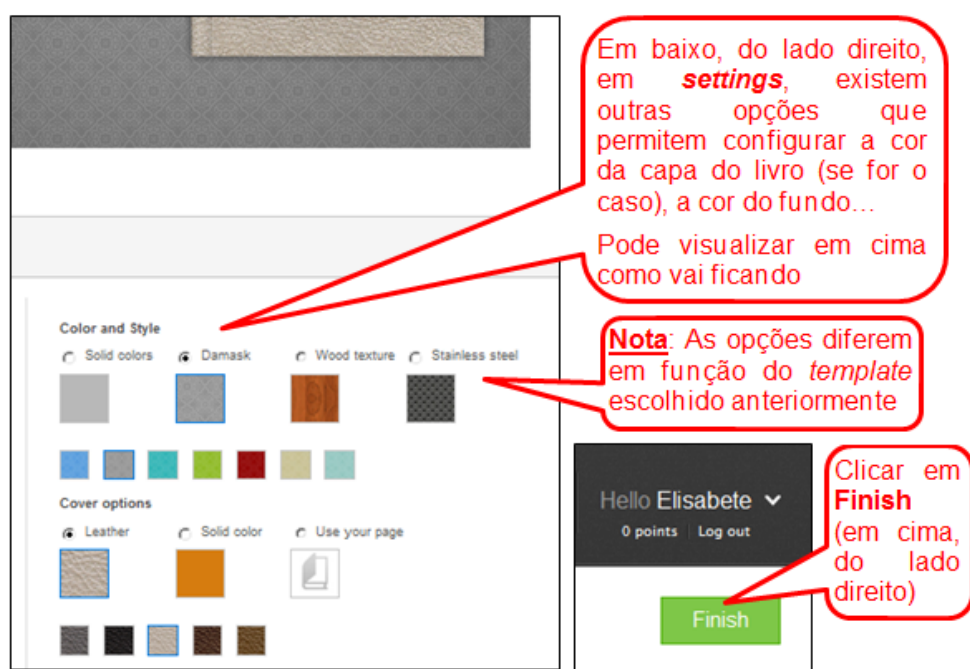 Em baixo, do lado direito,
em settings, existem
outras opções que
permitem configurar a cor
da capa do livro (se for o
caso), a cor do fundo…
Pode visualizar em cima
como vai ficando
Color and Style
Solid colors Damask Wood texture Stainless steel
Nota: As opções diferem
em função do template
escolhido anteriormente
Cover options
Leather Solid color Use your page
Hello Elisabete
0 points Log out
Finish
Clicar em
Finish
(em cima,
do lado
direito)